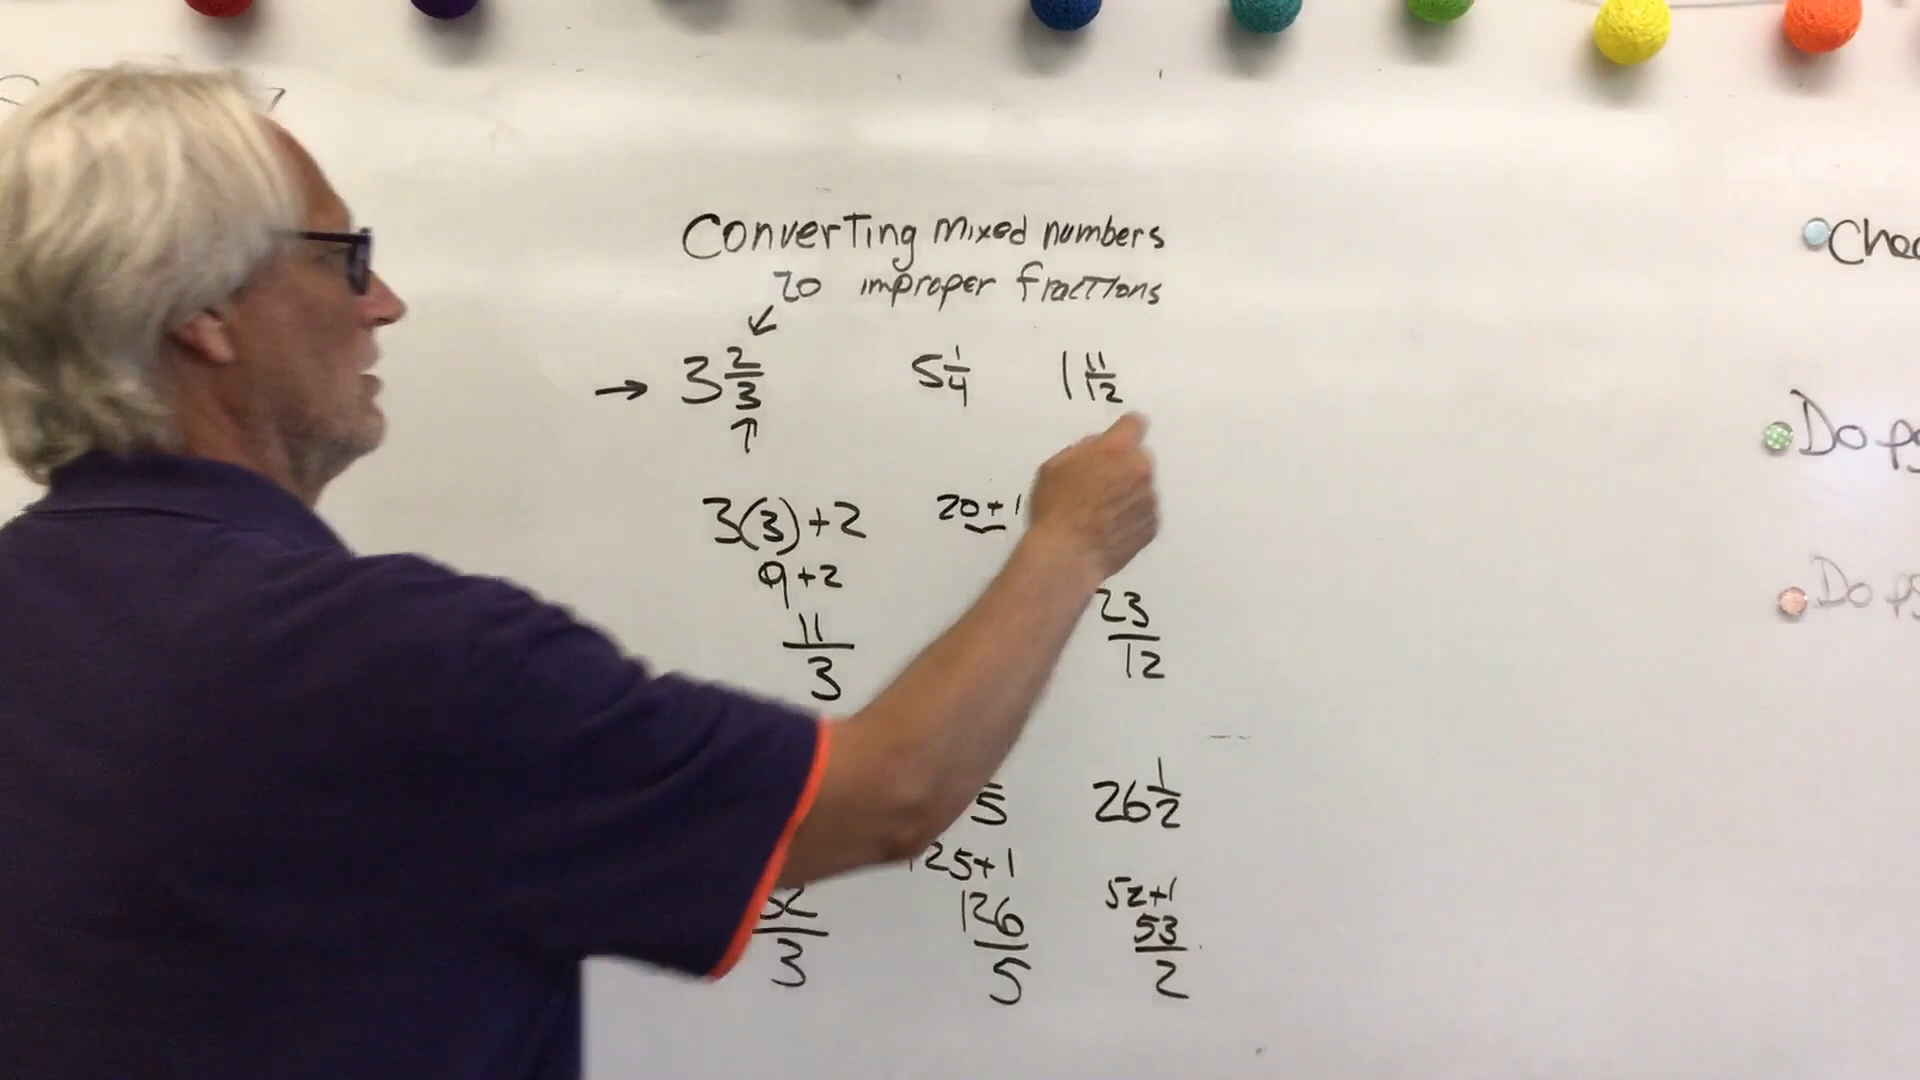 Converting mixed numbers
to improper fractions
3 2/3 5 1/4 1 11/12
3(3)+2 20+1
9+2
11/3 23/12
5 26 1/2
125+1 52+1
/3 126/5 53/2
Do
Do